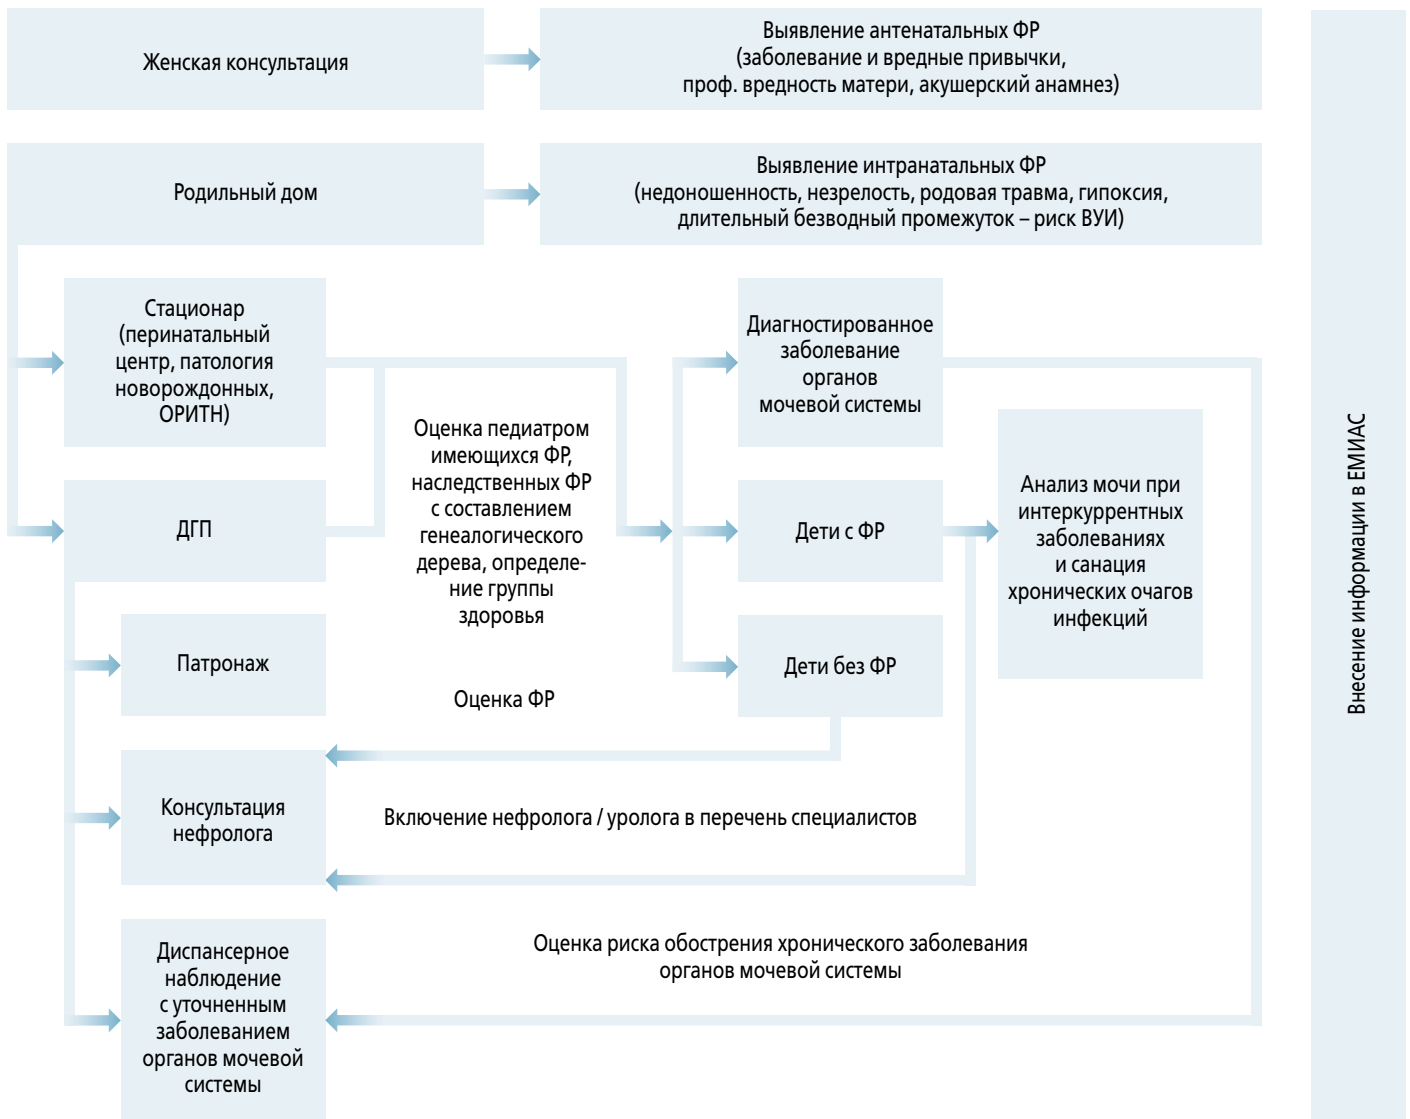 Женская консультация
Выявление антенатальных ФР
(заболевание и вредные привычки,
проф. вредность матери, акушерский анамнез)
Родильный дом
Выявление интранатальных ФР
(недоношенность, незрелость, родовая травма, гипоксия,
длительный безводный промежуток – риск ВУИ)
Стационар
(перинатальный
центр, патология
новорожденных,
ОРИТН)
ДГП
Патронаж
Консультация
нефролога
Диспансерное
наблюдение
с уточненным
заболеванием
органов мочевой
системы
Оценка педиатром
имеющихся ФР,
наследственных ФР
с составлением
генеалогического
дерева, определе-
ние группы
здоровья
Оценка ФР
Диагностированное
заболевание
органов
мочевой системы
Дети с ФР
Дети без ФР
Анализ мочи при
интеркуррентных
заболеваниях
и санация
хронических очагов
инфекций
Включение нефролога / уролога в перечень специалистов
Оценка риска обострения хронического заболевания
органов мочевой системы
Внесение информации в ЕМИАС